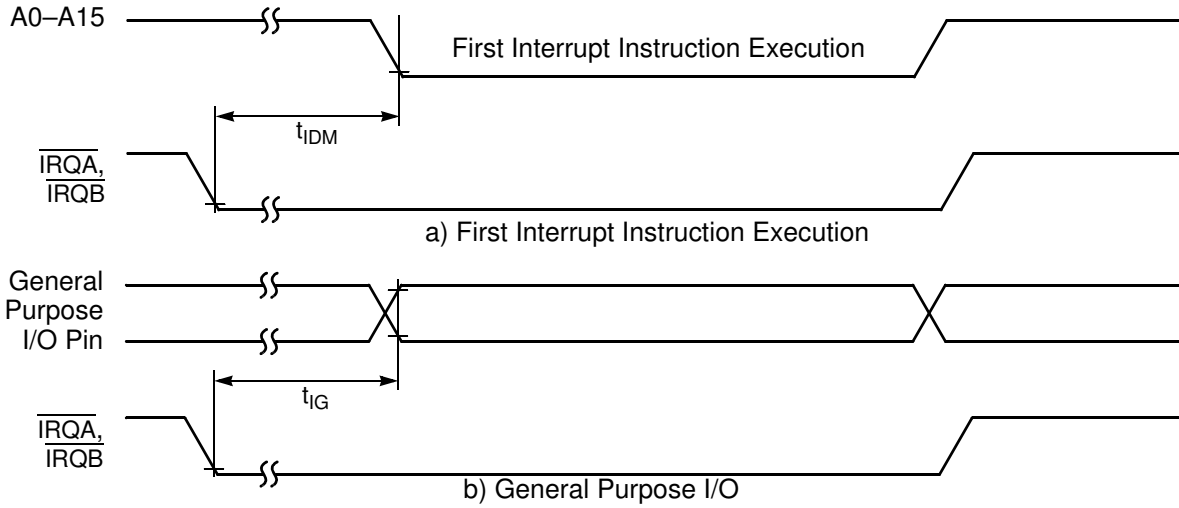 A0–A15
First Interrupt Instruction Execution
tIDM
IRQA,
IRQB
a) First Interrupt Instruction Execution
General
Purpose
I/O Pin
tIG
IRQA,
IRQB
b) General Purpose I/O